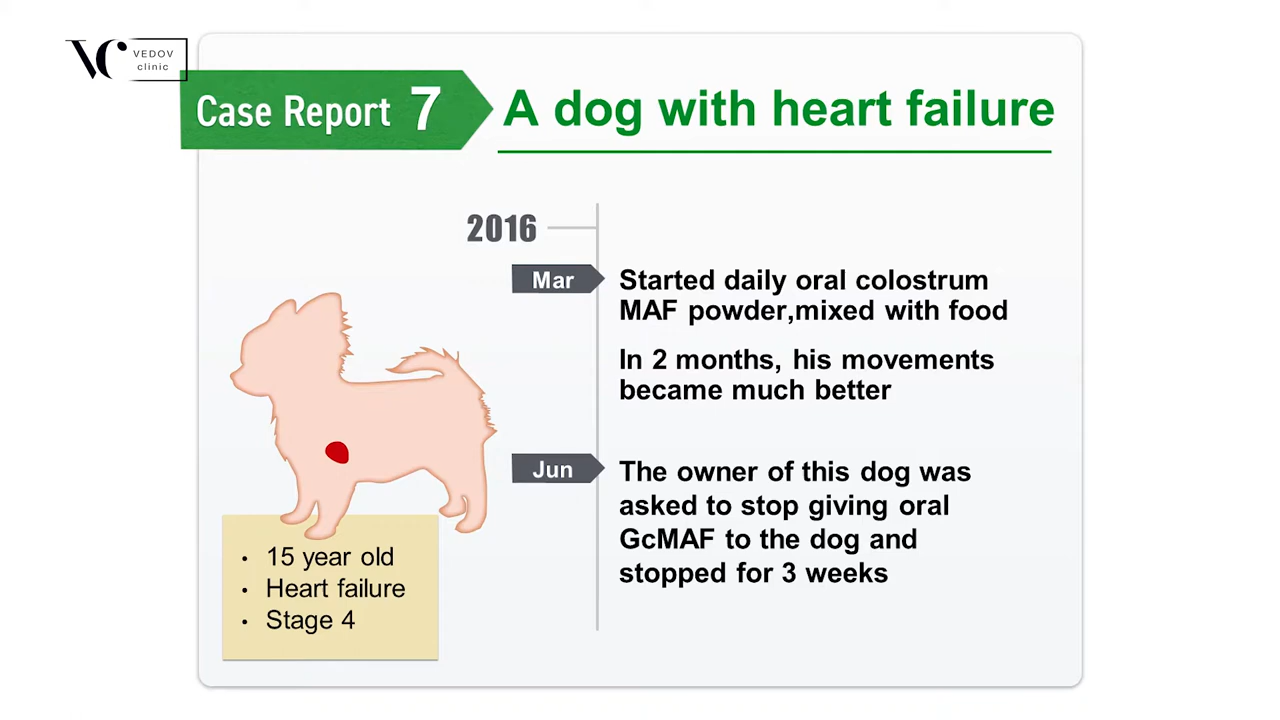 VC VEDOV
clinic
Case Report 7
A dog with heart failure
2016
Mar
Started daily oral colostrum
MAF powder,mixed with food
In 2 months, his movements
became much better
Jun
The owner of this dog was
asked to stop giving oral
GcMAF to the dog and
stopped for 3 weeks
• 15 year old
• Heart failure
• Stage 4